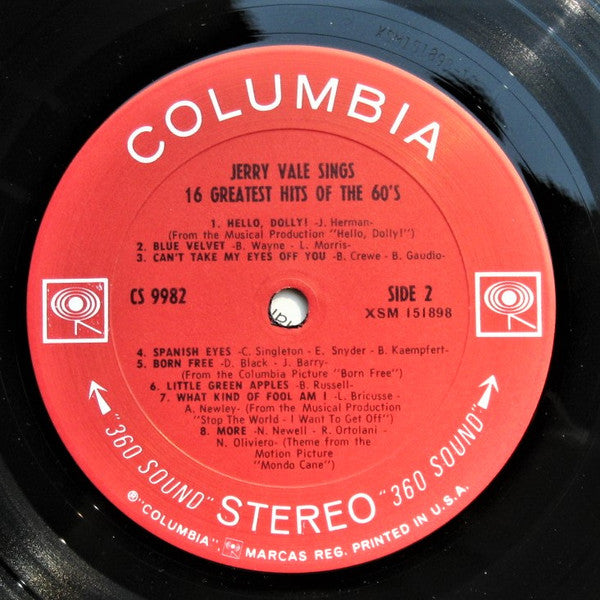 XSM 151898
COLUMBIA
JERRY VALE SINGS
16 GREATEST HITS OF THE 60'S
1. HELLO, DOLLY! -J. Herman-
(From the Musical Production "Hello, Dolly!")
2. BLUE VELVET -B. Wayne - L. Morris-
3. CAN'T TAKE MY EYES OFF YOU -B. Crewe - B. Gaudio-
CS 9982
SIDE 2
XSM 151898
4. SPANISH EYES -C. Singleton - E. Snyder - B. Kaempfert-
5. BORN FREE -D. Black - J. Barry-
(From the Columbia Picture "Born Free")
6. LITTLE GREEN APPLES -B. Russell-
7. WHAT KIND OF FOOL AM I -L. Bricusse -
A. Newley- (From the Musical Production
"Stop The World - I Want To Get Off")
8. MORE -N. Newell - R. Ortolani -
N. Oliviero- (Theme from the
Motion Picture
"Mondo Cane")
"360 SOUND" STEREO "360 SOUND"
℗"COLUMBIA", MARCAS REG. PRINTED IN U.S.A.